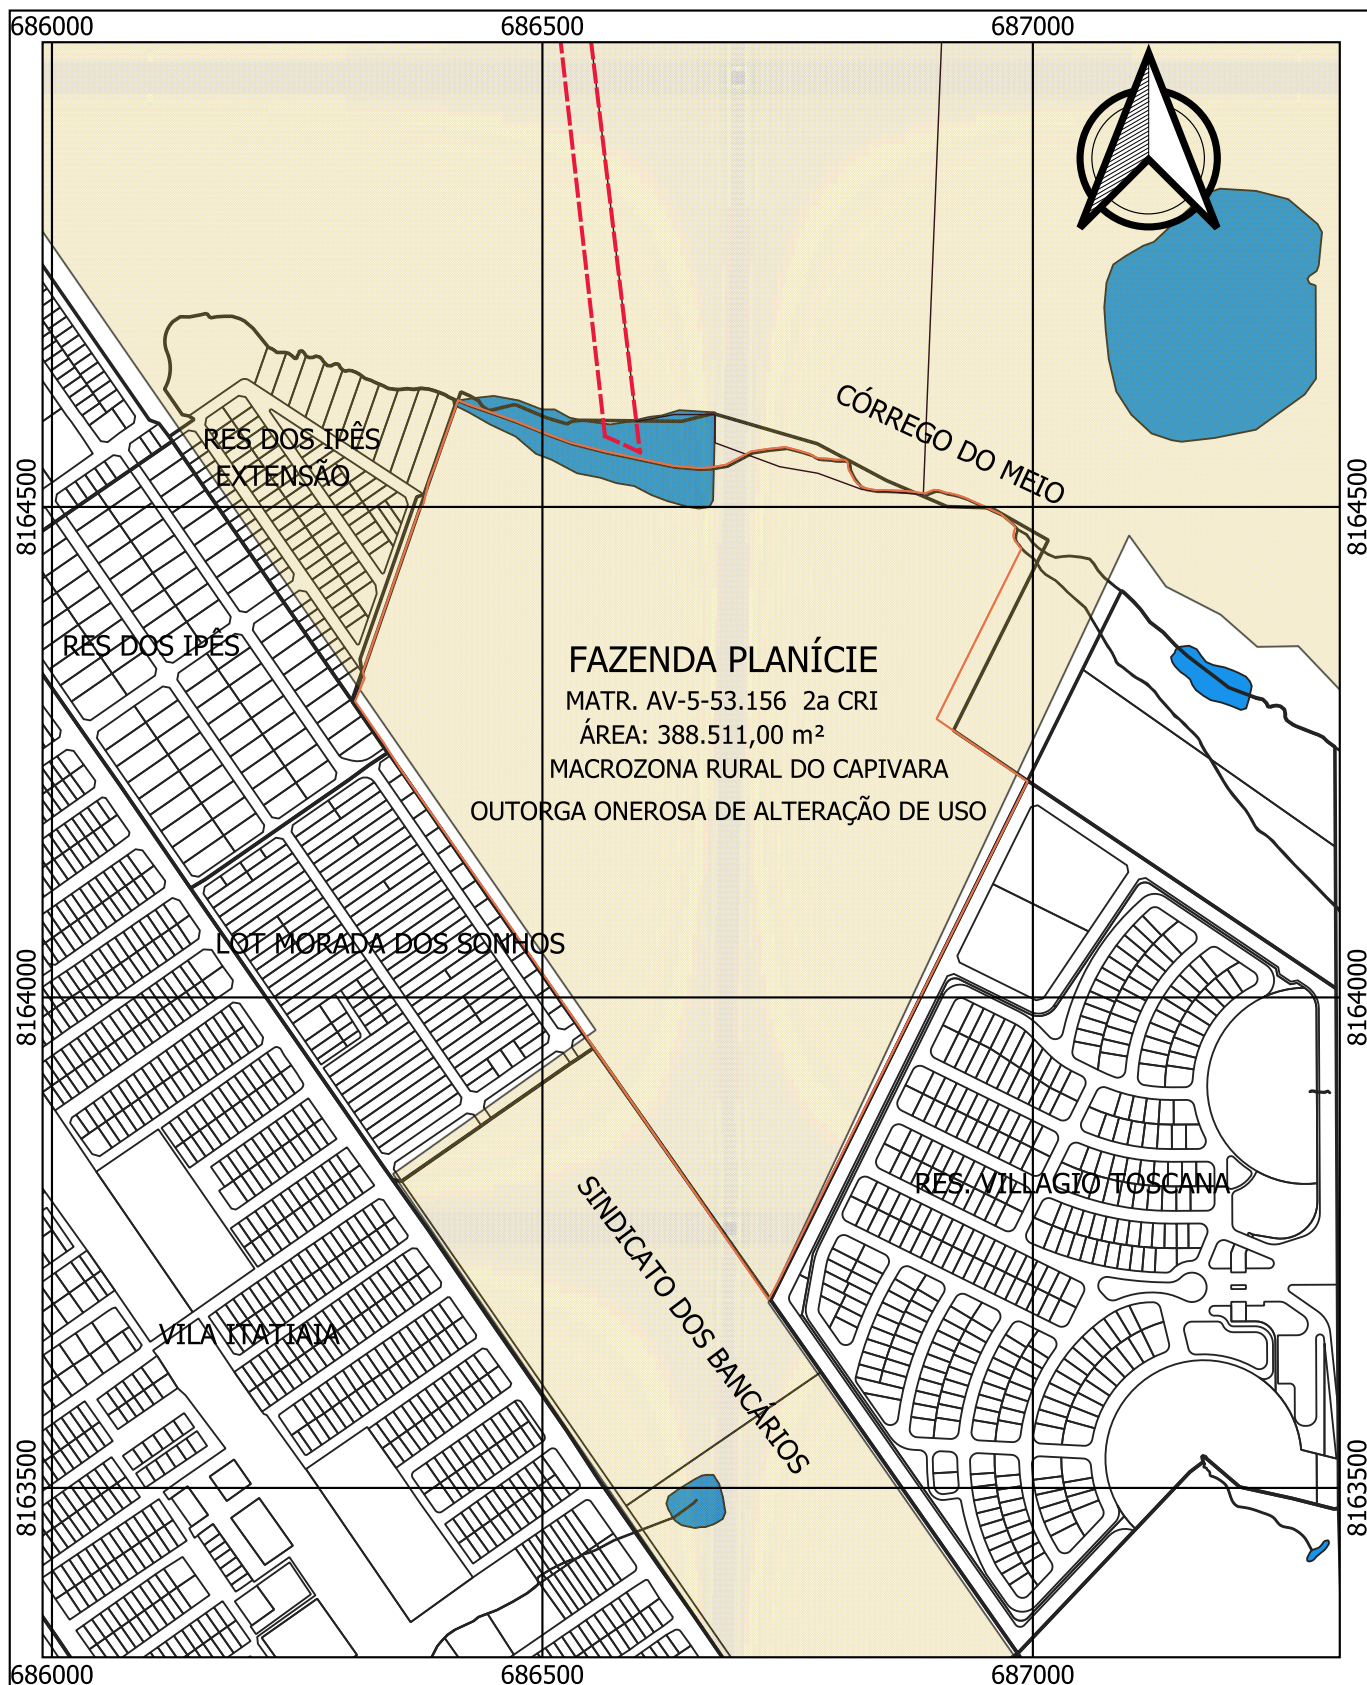 686000
686500
687000
CÓRREGO DO MEIO
RES DOS IPÊS
EXTENSÃO
8164500
8164500
RES DOS IPÊS
FAZENDA PLANÍCIE
MATR. AV-5-53.156 2a CRI
ÁREA: 388.511,00 m²
MACROZONA RURAL DO CAPIVARA
OUTORGA ONEROSA DE ALTERAÇÃO DE USO
LOT MORADA DOS SONHOS
8164000
8164000
RES. VILLAGIO TOSCANA
SINDICATO DOS BANCÁRIOS
VILA ITATIAIA
8163500
8163500
686000
686500
687000